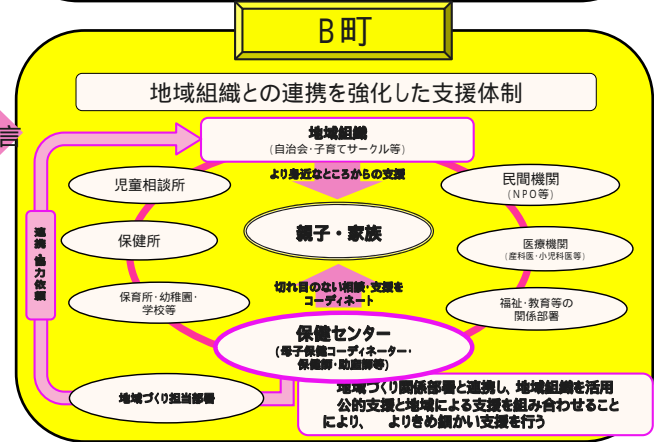 B町
地域組織との連携を強化した支援体制
言
地域組織
(自治会・子育てサークル等)
より身近なところからの支援
児童相談所
民間機関
(NPO等)
連携・協力依頼
親子・家族
保健所
医療機関
(産科医・小児科医等)
切れ目のない相談・支援を
コーディネート
保育所・幼稚園・
学校等
福祉・教育等の
関係部署
保健センター
(母子保健コーディネーター・
保健師・助産師等)
地域づくり担当部署
地域づくり関係部署と連携し、地域組織を活用
公的支援と地域による支援を組み合わせること
により、 よりきめ細かい支援を行う